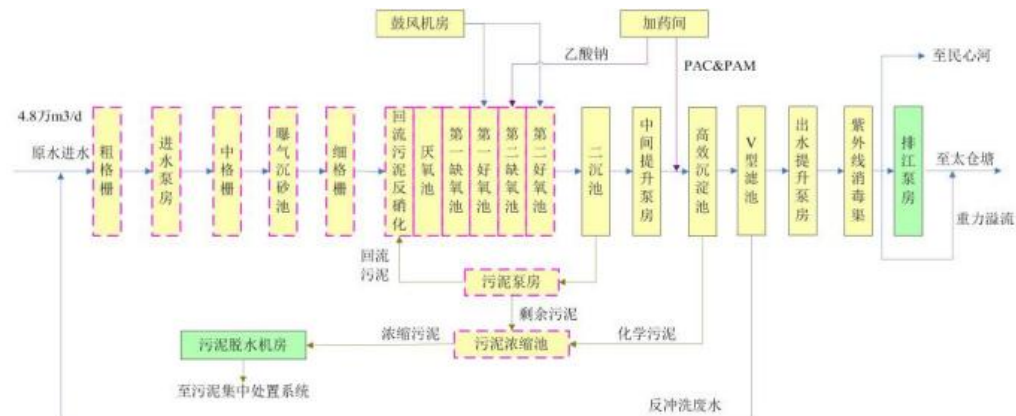 鼓风机房
加药间
乙酸钠
PAC&PAM
至民心河
4.8万m3/d
原水进水
粗格栅
进水泵房
中格栅
曝气沉砂池
细格栅
回流污泥反硝化
厌氧池
第一缺氧池
第一好氧池
第二缺氧池
第二好氧池
二沉池
中间提升泵房
高效沉淀池
V型滤池
出水提升泵房
紫外线消毒渠
排江泵房
至太仓塘
重力溢流
回流
污泥
污泥泵房
剩余污泥
污泥脱水机房
浓缩污泥
污泥浓缩池
化学污泥
至污泥集中处置系统
反冲洗废水